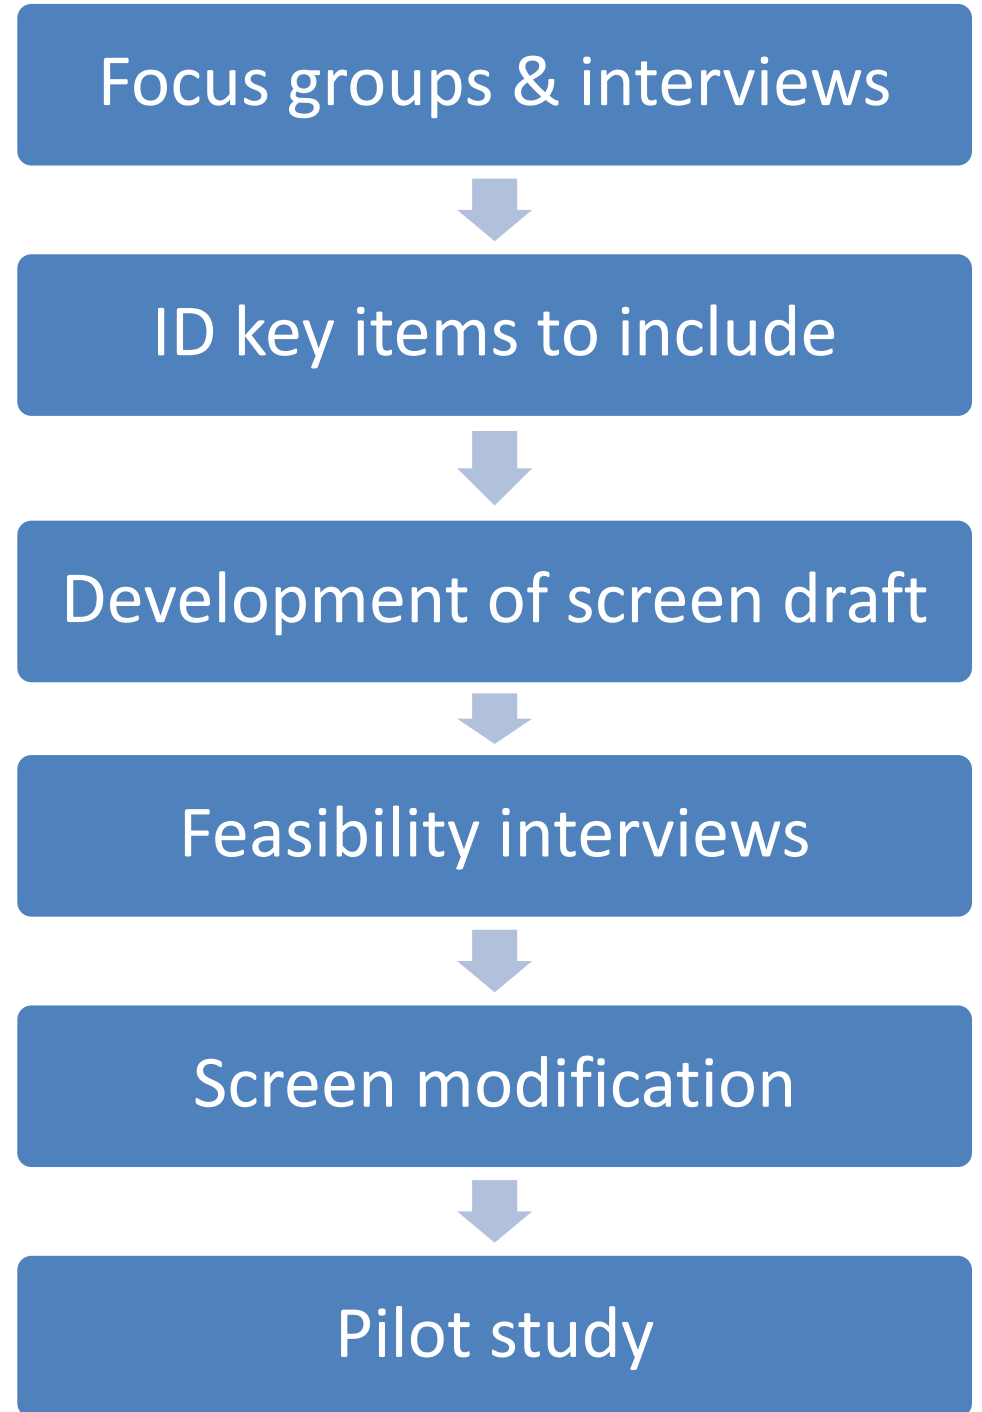 Focus groups & interviews
ID key items to include
Development of screen draft
Feasibility interviews
Screen modification
Pilot study